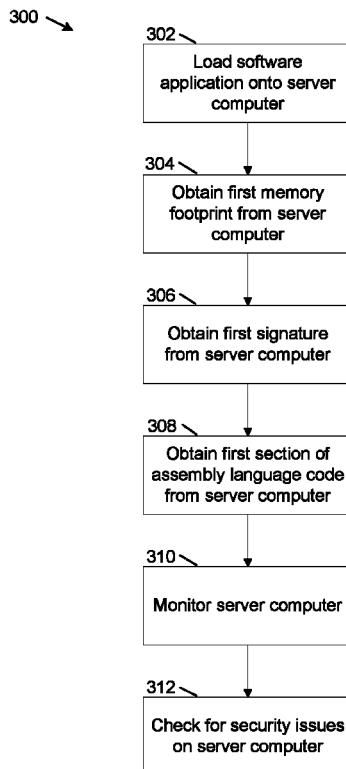 300
302
Load software
application onto server
computer
304
Obtain first memory
footprint from server
computer
306
Obtain first signature
from server computer
308
Obtain first section of
assembly language code
from server computer
310
Monitor server computer
312
Check for security issues
on server computer